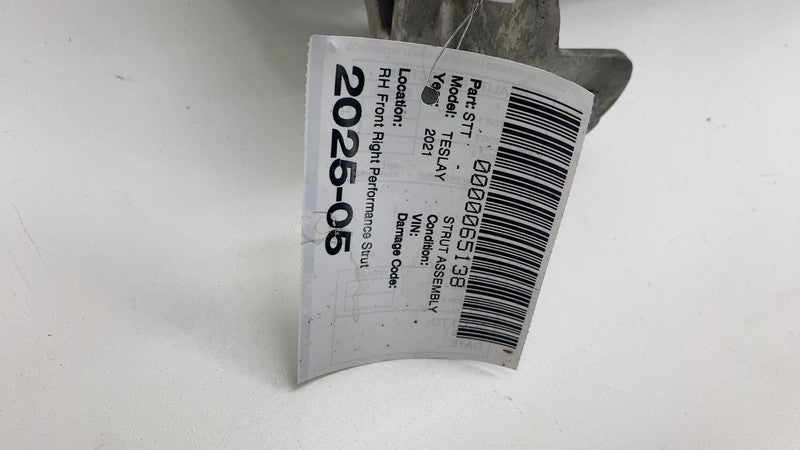 0000065138
Part: STT - STRUT ASSEMBLY
Model: TESLAY Condition:
Year: 2021 VIN:
Damage Code:
Location:
RH Front Right Performance Strut
2025-05